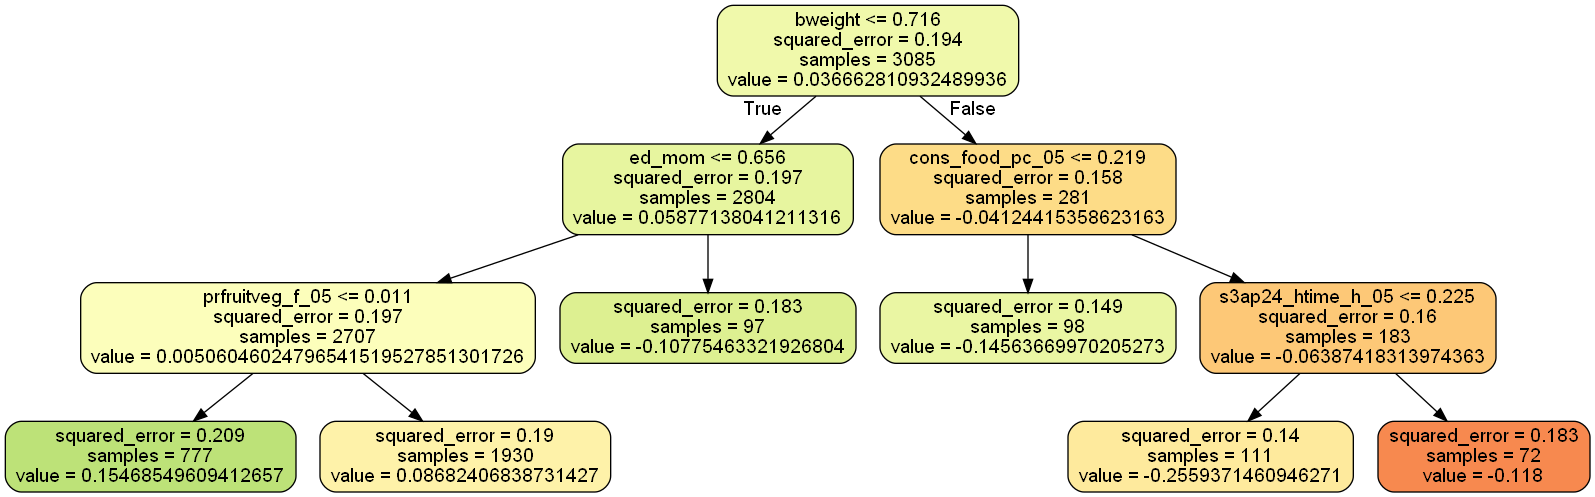 bweight <= 0.716
squared_error = 0.194
samples = 3085
value = 0.036662810932489936
True
False
ed_mom <= 0.656
squared_error = 0.197
samples = 2804
value = 0.05877138041211316
cons_food_pc_05 <= 0.219
squared_error = 0.158
samples = 281
value = -0.04124415358623163
prfruitveg_f_05 <= 0.011
squared_error = 0.197
samples = 2707
value = 0.0050604602479654151952785​1301726
squared_error = 0.183
samples = 97
value = -0.10775463321926804
squared_error = 0.149
samples = 98
value = -0.14563669970205273
s3ap24_htime_h_05 <= 0.225
squared_error = 0.16
samples = 183
value = -0.06387418313974363
squared_error = 0.209
samples = 777
value = 0.15468549609412657
squared_error = 0.19
samples = 1930
value = 0.08682406838731427
squared_error = 0.14
samples = 111
value = -0.2559371460946271
squared_error = 0.183
samples = 72
value = -0.118